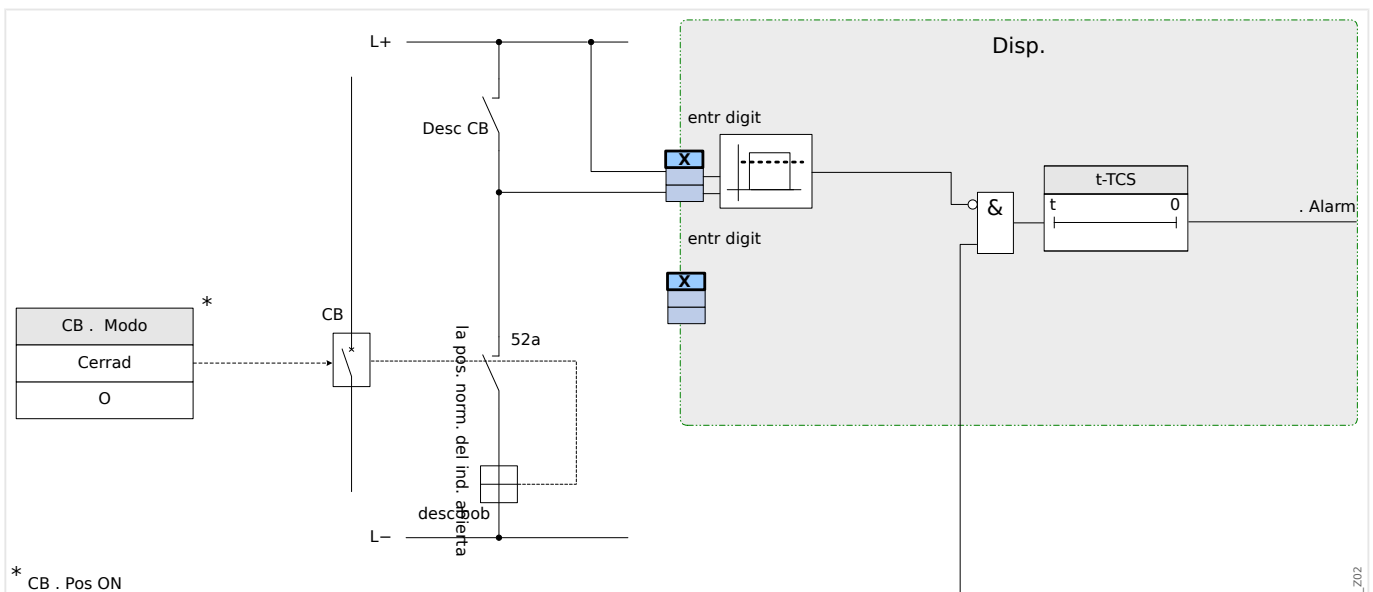 L+
Disp.
entr digit
Desc CB
X
t-TCS
t
0
&
. Alarm
entr digit
X
*
CB
CB . Modo
52a
Cerrad
O
la pos. norm. del ind. abierta
desc bob
L−
* CB . Pos ON
_Z02